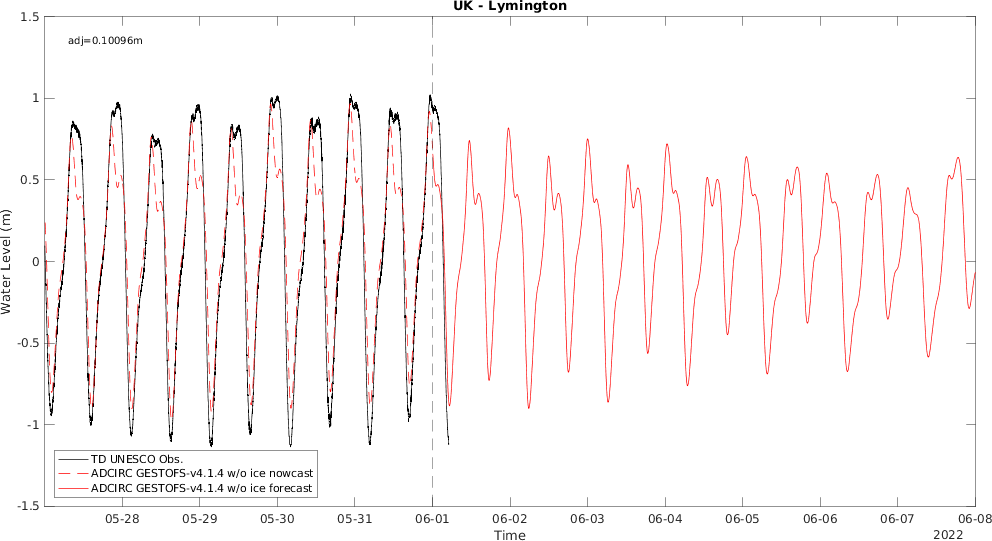 UK - Lymington
adj=0.10096m
1.5
1
0.5
0
-0.5
-1
-1.5
Water Level (m)
TD UNESCO Obs.
ADCIRC GESTOFS-v4.1.4 w/o ice nowcast
ADCIRC GESTOFS-v4.1.4 w/o ice forecast
05-28 05-29 05-30 05-31 06-01 06-02 06-03 06-04 06-05 06-06 06-07 06-08
Time
2022